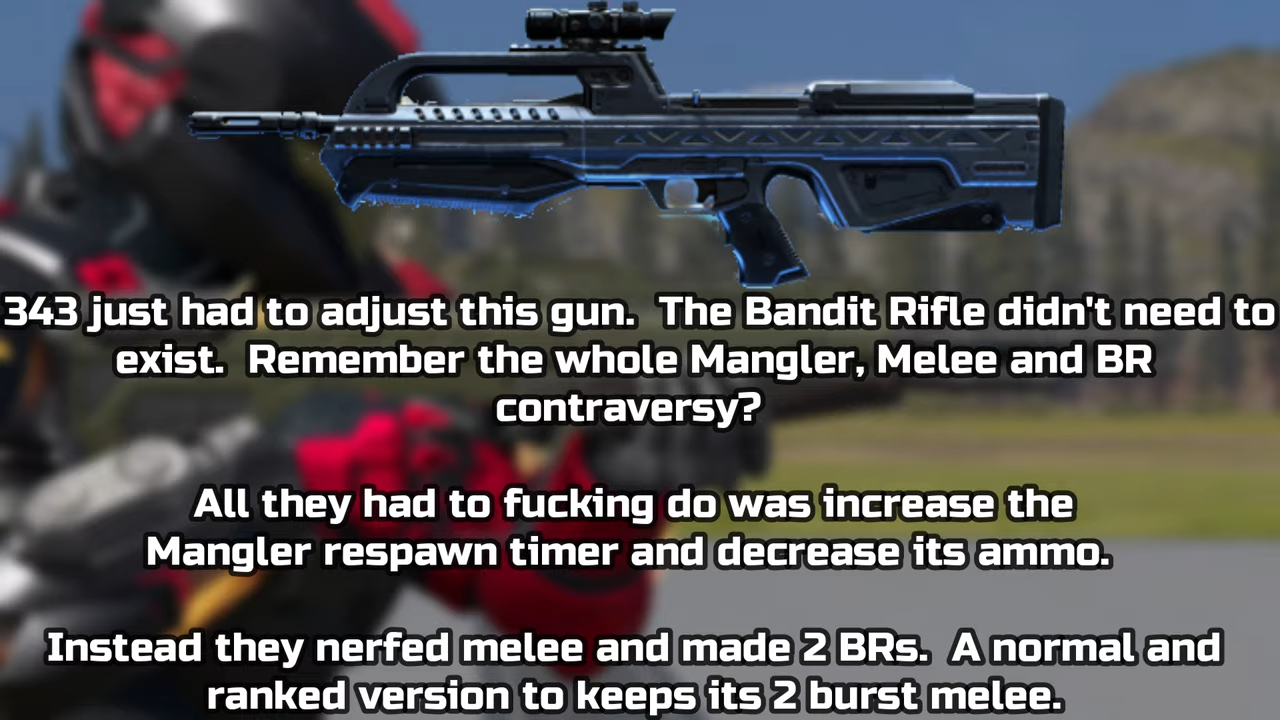 343 just had to adjust this gun.  The Bandit Rifle didn't need to
exist.  Remember the whole Mangler, Melee and BR
contraversy?
All they had to fucking do was increase the
Mangler respawn timer and decrease its ammo.
Instead they nerfed melee and made 2 BRs.  A normal and
ranked version to keeps its 2 burst melee.